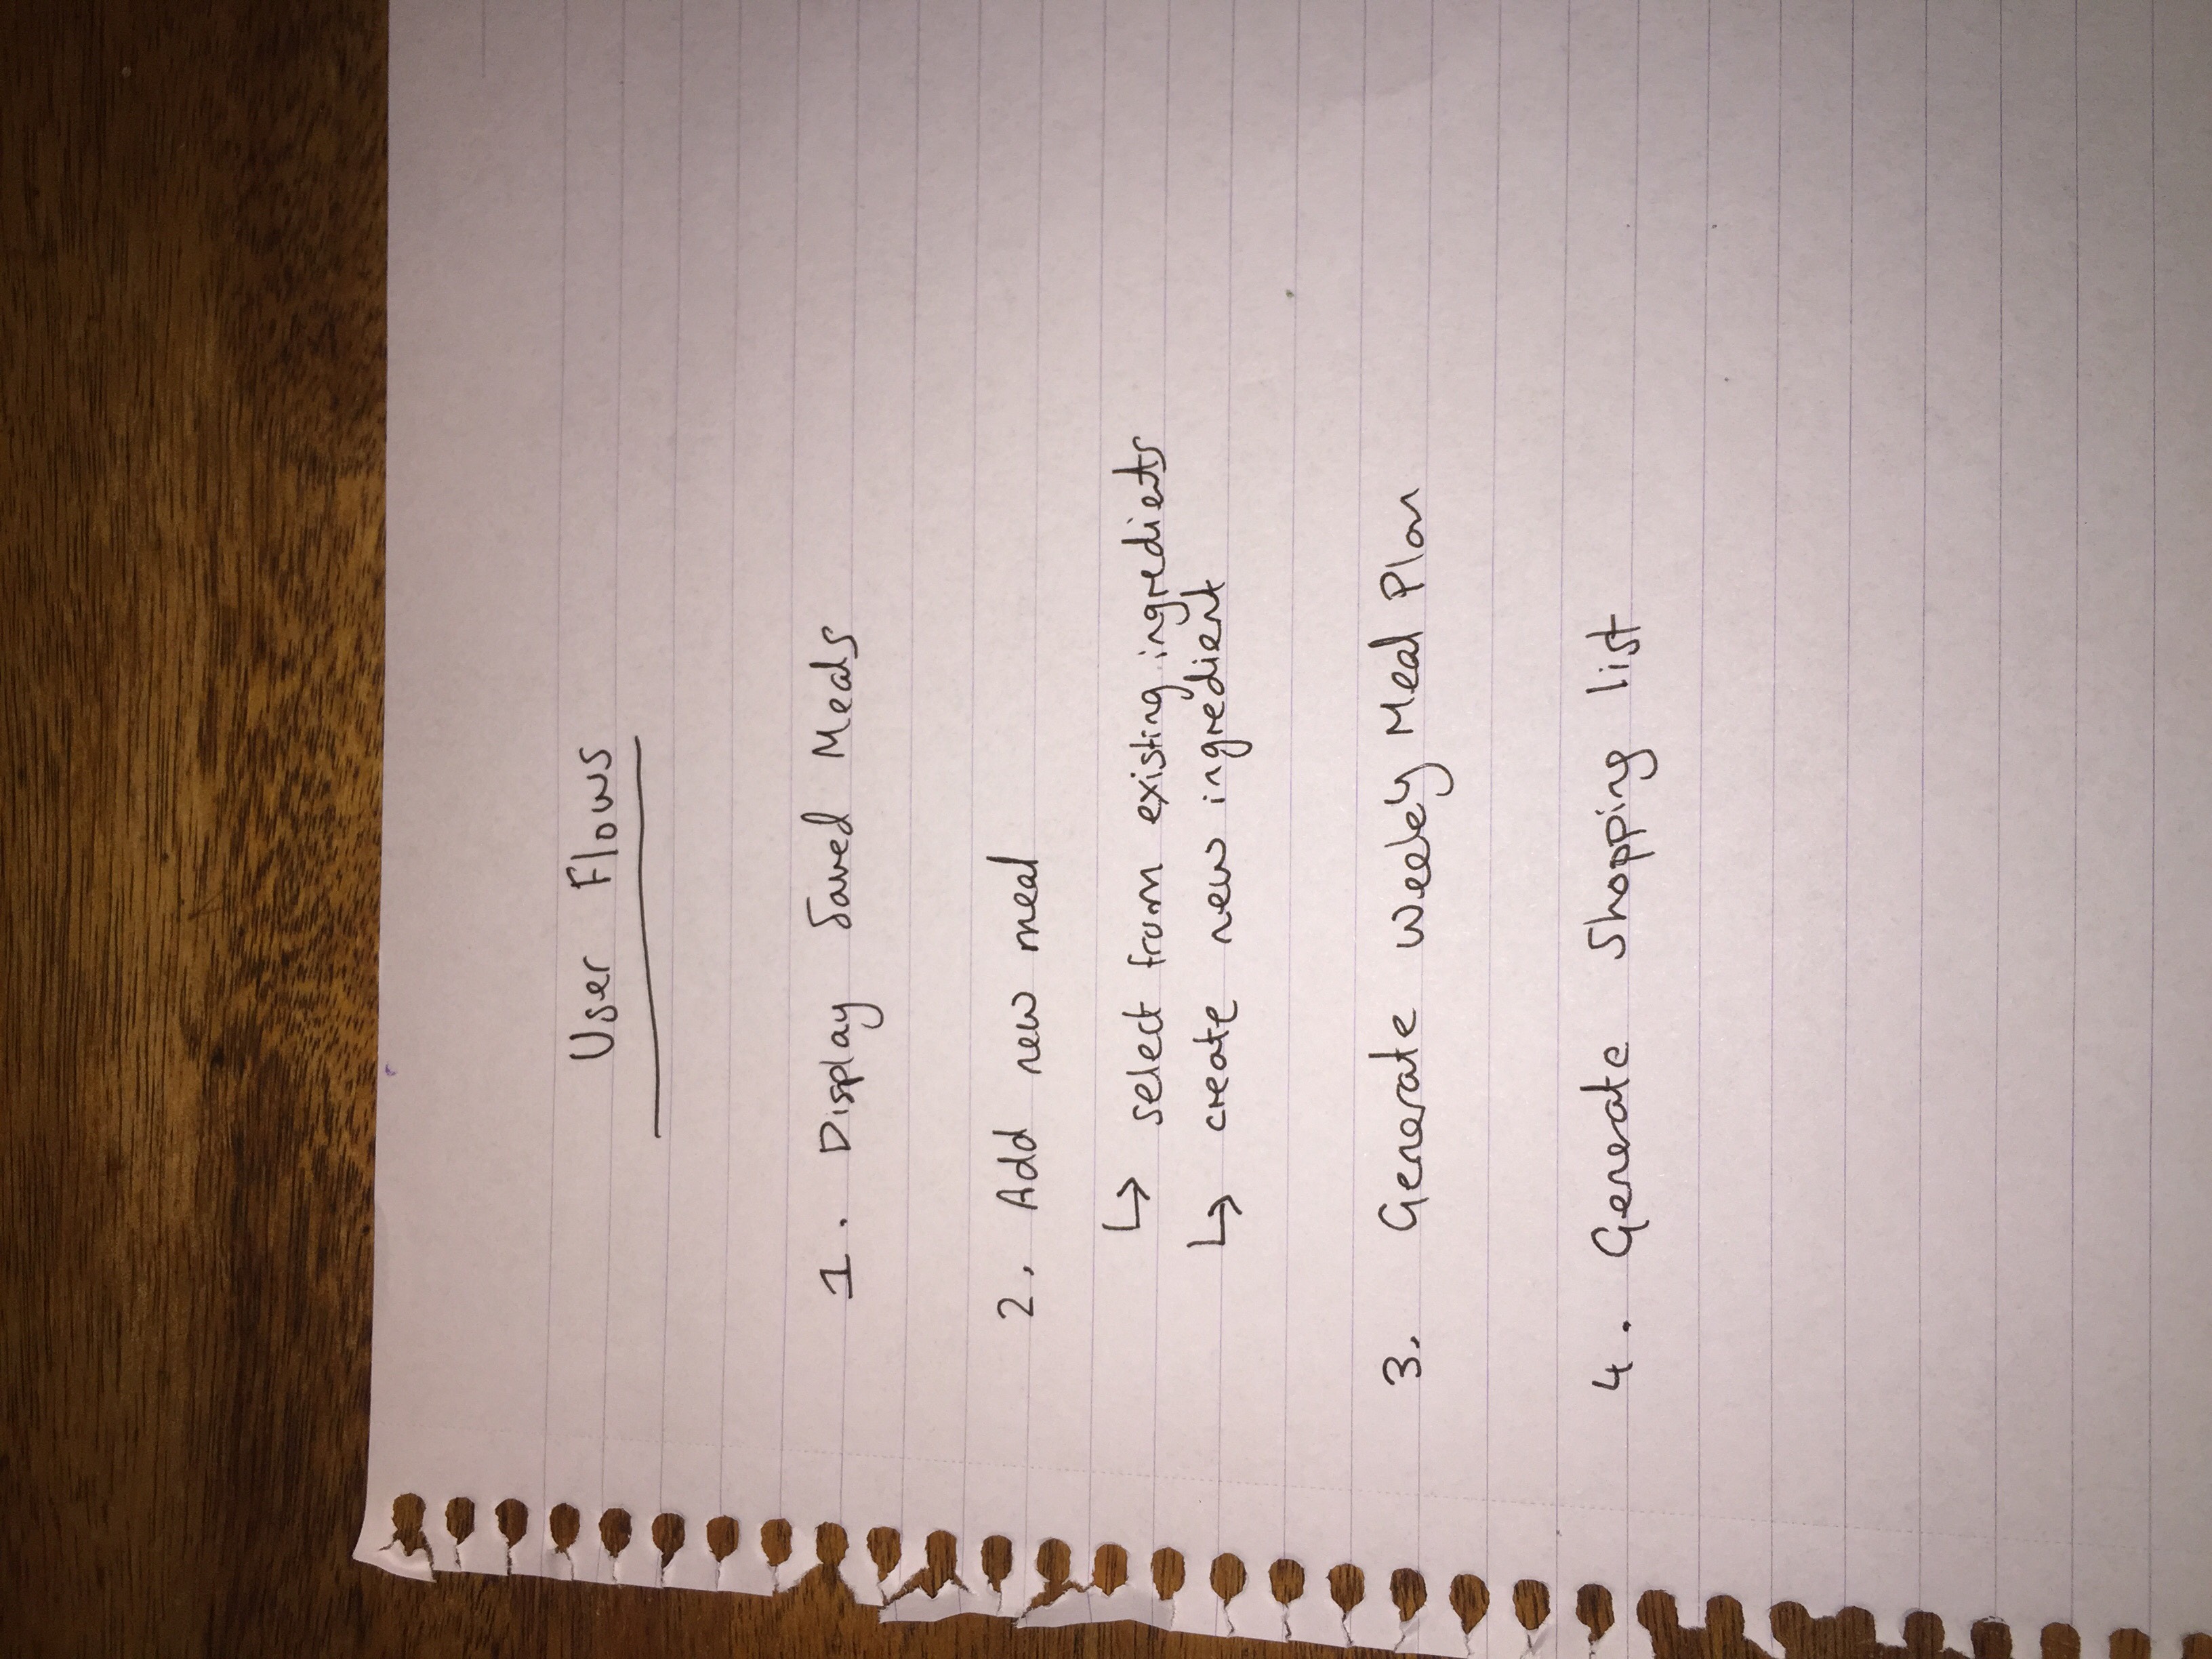 User Flows
1. Display Saved Meals
2. Add new meal
↳ select from existing ingredients
↳ create new ingredient
3. Generate Weekly Meal Plan
4. Generate Shopping list